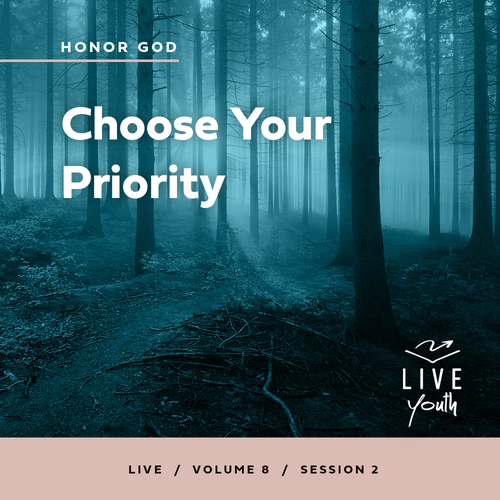 HONOR GOD
Choose Your
Priority
LIVE
Youth
LIVE / VOLUME 8 / SESSION 2